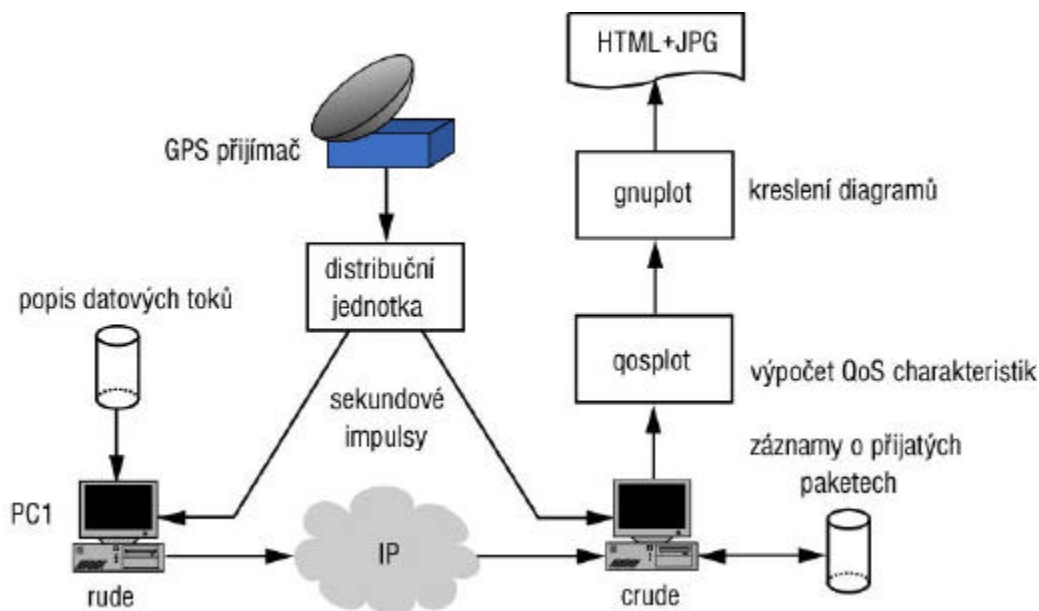 HTML+JPG
GPS přijímač
gnuplot
kreslení diagramů
distribuční
jednotka
popis datových toků
qosplot
výpočet QoS charakteristik
sekundové
impulsy
záznamy o přijatých
paketech
PC1
IP
rude
crude